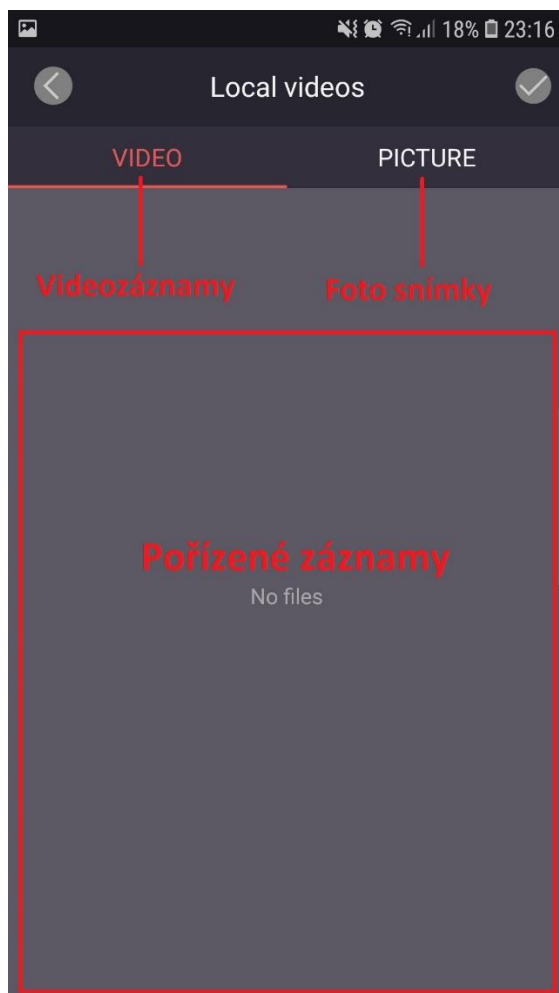 18% 23:16
Local videos
VIDEO PICTURE
Videozáznamy Foto snímky
Pořízené záznamy
No files